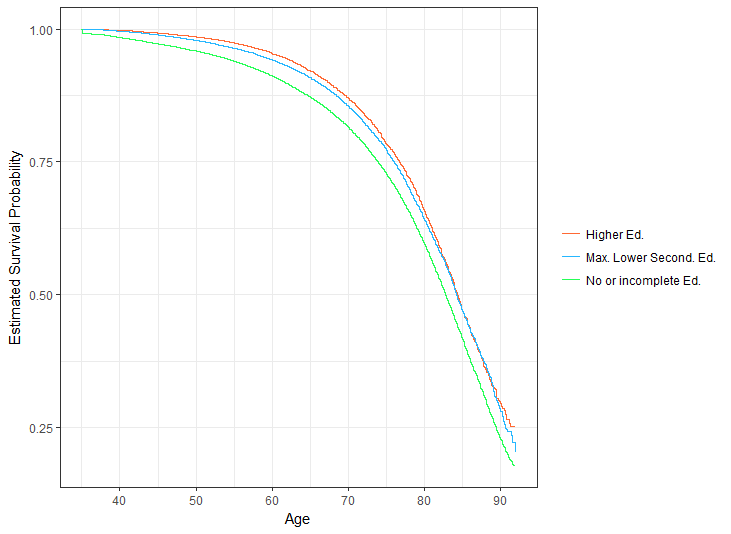 1.00
0.75
0.50
0.25
Estimated Survival Probability
40 50 60 70 80 90
Age
Higher Ed.
Max. Lower Second. Ed.
No or incomplete Ed.